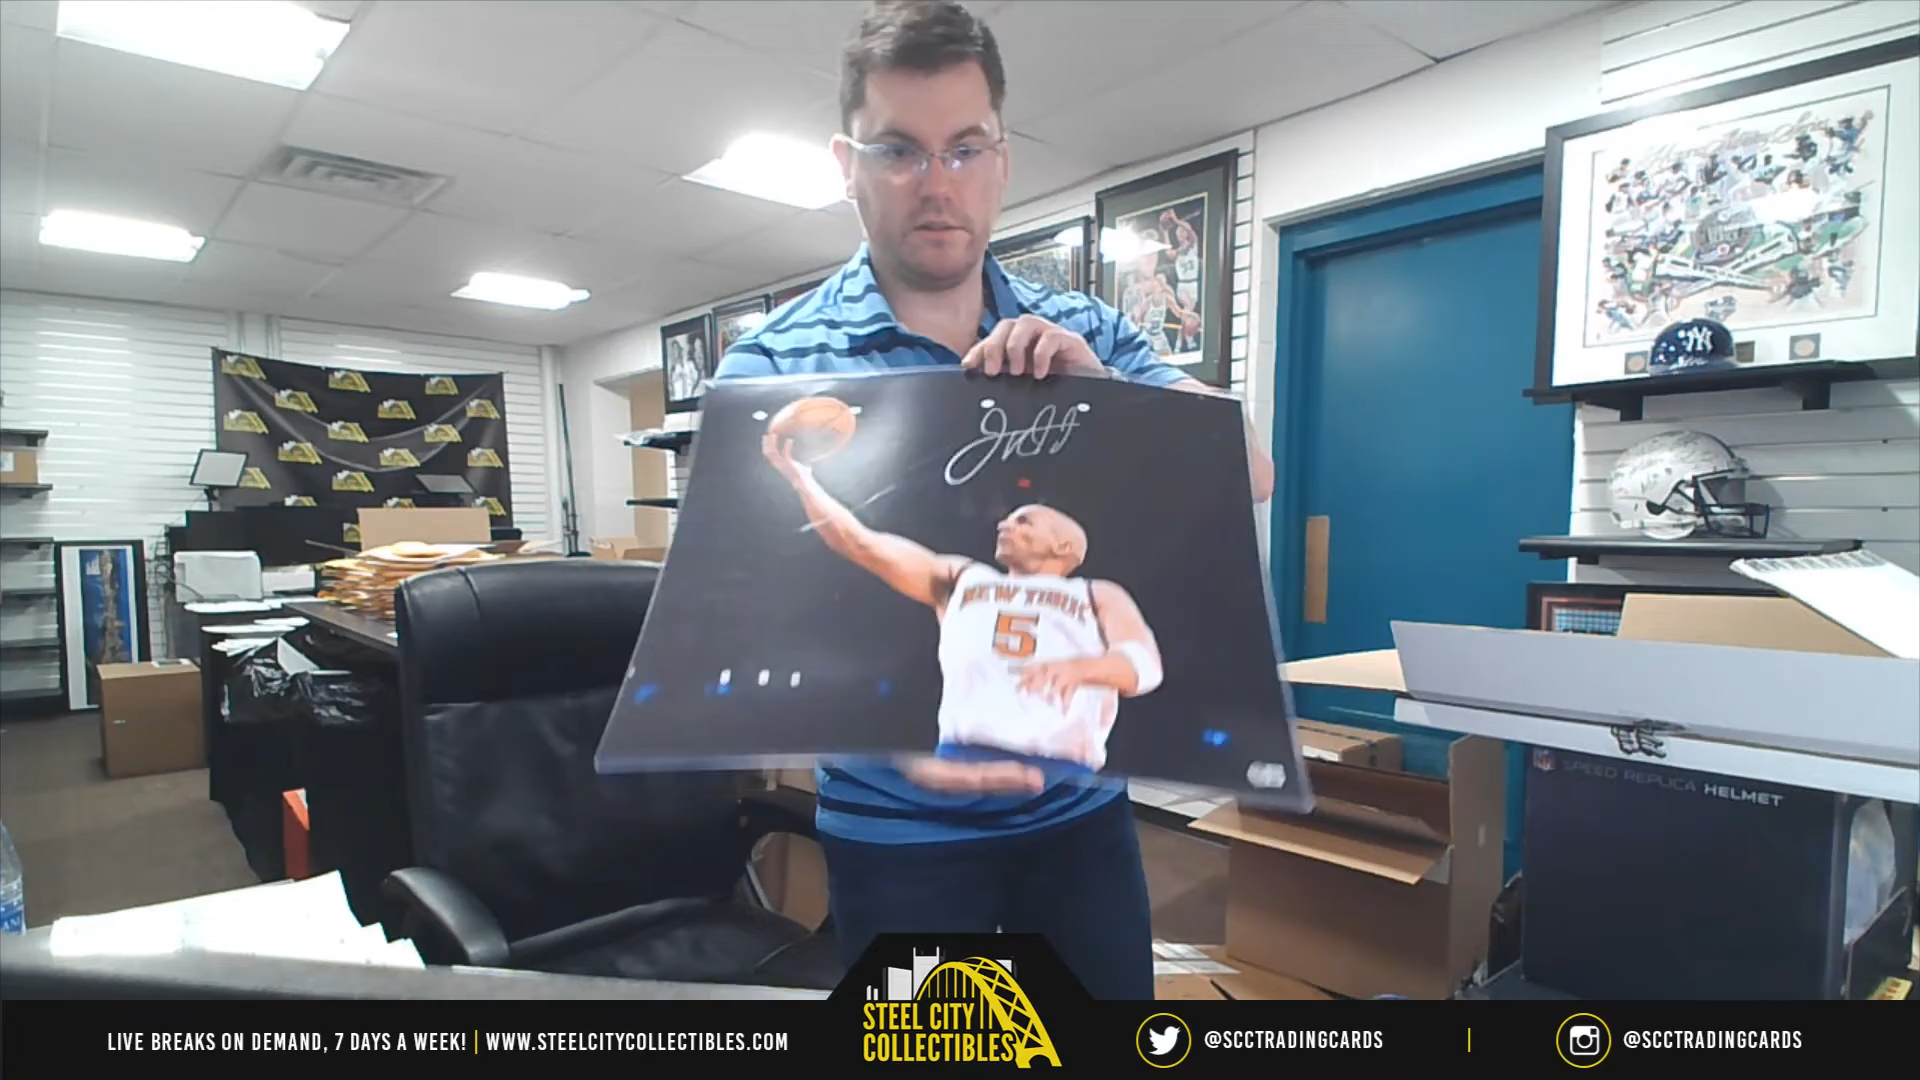 NEW YORK
5
NY
SPEED REPLICA HELMET
LIVE BREAKS ON DEMAND, 7 DAYS A WEEK! | WWW.STEELCITYCOLLECTIBLES.COM
STEEL CITY
COLLECTIBLES
@SCCTRADINGCARDS
@SCCTRADINGCARDS